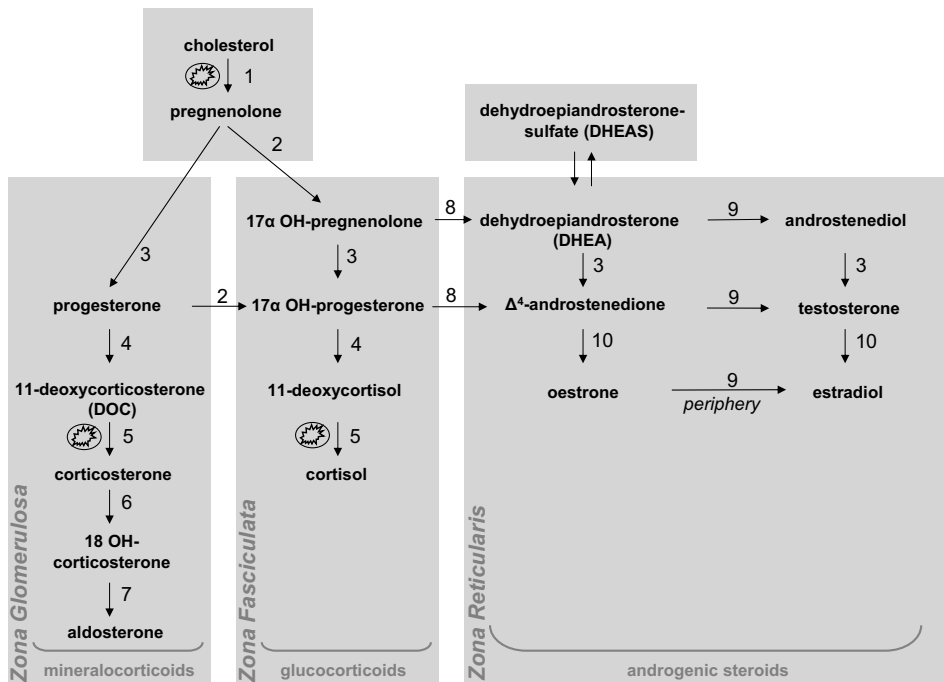 cholesterol
1
pregnenolone
2
dehydroepiandrosterone-
sulfate (DHEAS)
3
17α OH-pregnenolone
8
dehydroepiandrosterone
(DHEA)
9
androstenediol
3
3
3
progesterone
2
17α OH-progesterone
8
Δ⁴-androstenedione
9
testosterone
4
4
10
10
11-deoxycorticosterone
(DOC)
11-deoxycortisol
oestrone
9
periphery
estradiol
5
5
corticosterone
cortisol
6
18 OH-
corticosterone
7
aldosterone
Zona Glomerulosa
Zona Fasciculata
Zona Reticularis
mineralocorticoids
glucocorticoids
androgenic steroids